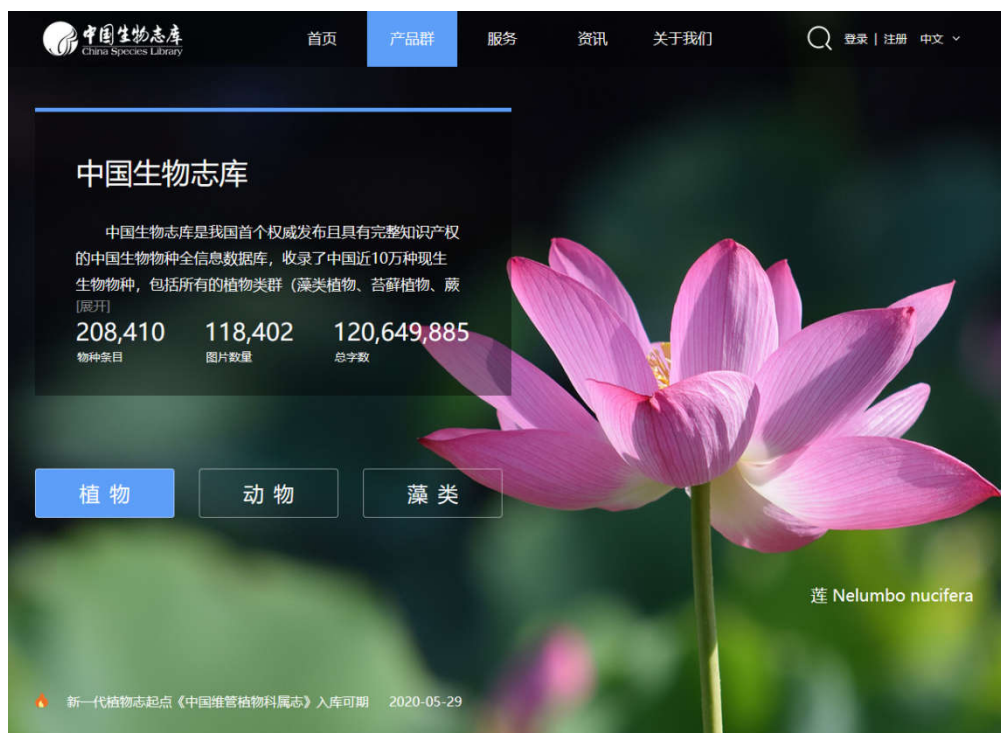 中国生物志库
China Species Library
首页 产品群 服务 资讯 关于我们 登录 | 注册 中文
中国生物志库
中国生物志库是我国首个权威发布且具有完整知识产权
的中国生物物种全信息数据库，收录了中国近10万种现生
生物物种，包括所有的植物类群（藻类植物、苔藓植物、蕨
[展开]
208,410 118,402 120,649,885
物种条目 图片数量 总字数
植物 动物 藻类
莲 Nelumbo nucifera
新一代植物志起点《中国维管植物科属志》入库可期 2020-05-29